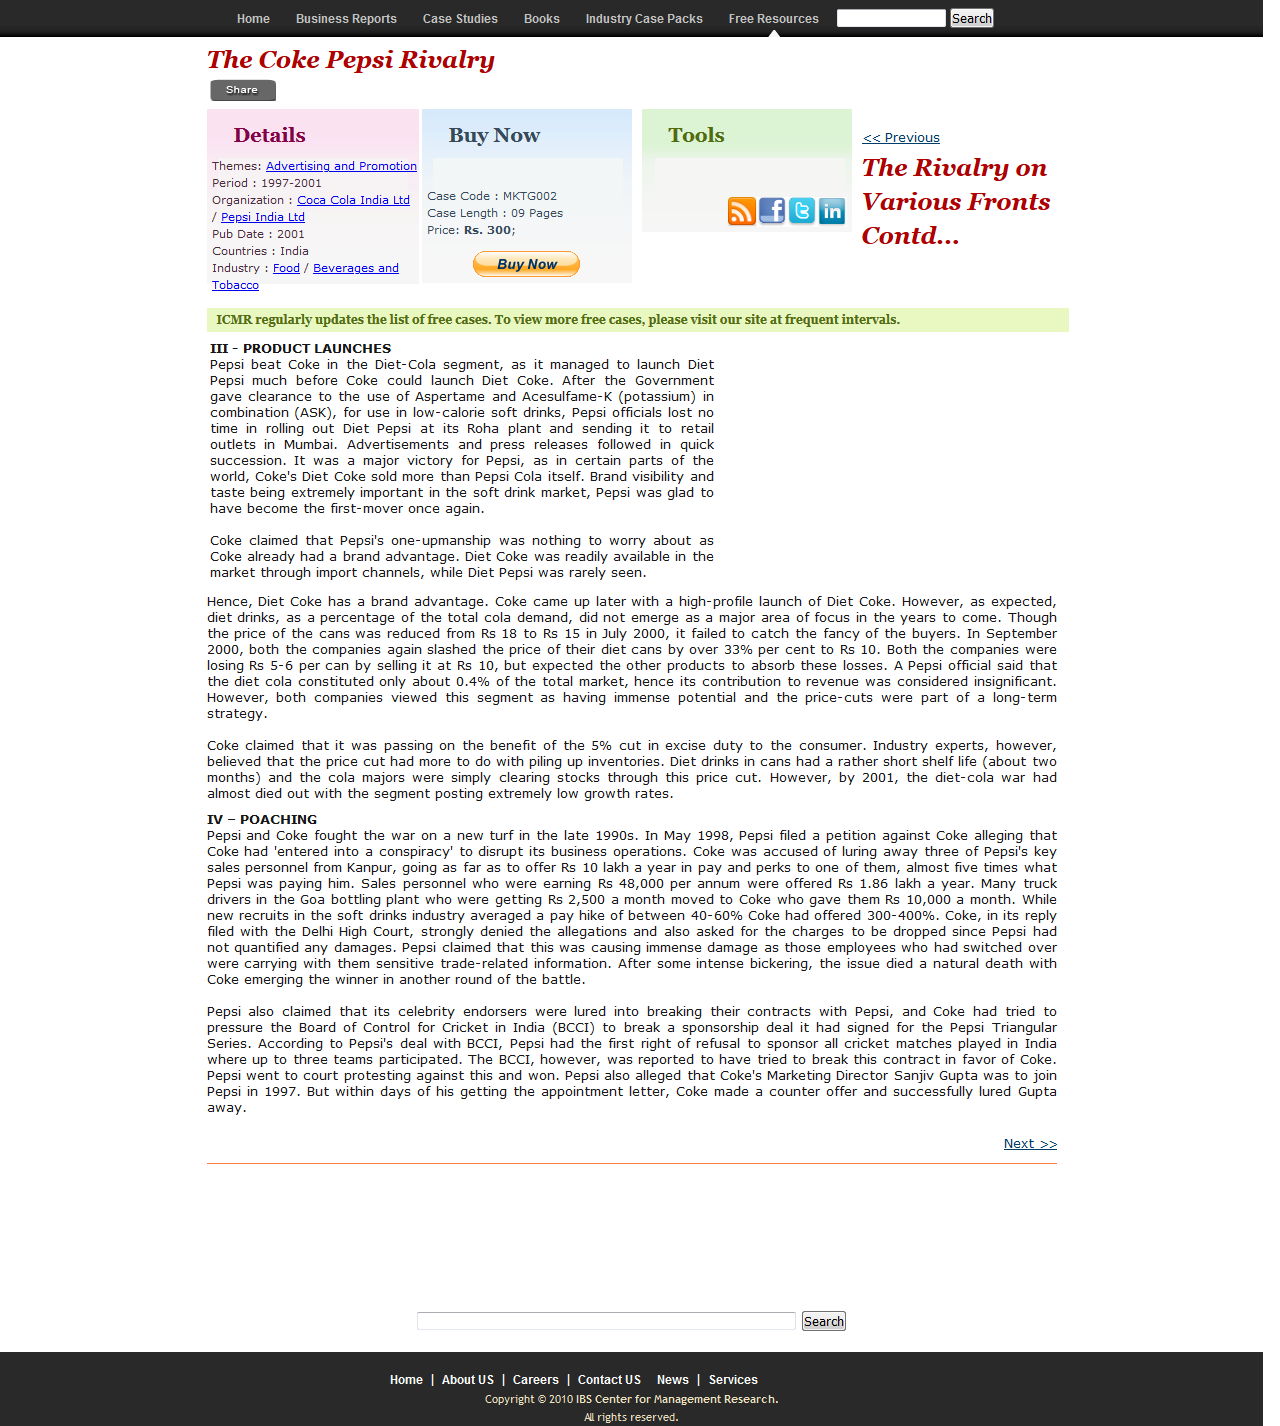 Home Business Reports Case Studies Books Industry Case Packs Free Resources Search
The Coke Pepsi Rivalry
Share
Details
Themes: Advertising and Promotion
Period : 1997-2001
Organization : Coca Cola India Ltd
/ Pepsi India Ltd
Pub Date : 2001
Countries : India
Industry : Food / Beverages and
Tobacco
Buy Now
Case Code : MKTG002
Case Length : 09 Pages
Price: Rs. 300;
Buy Now
Tools
<< Previous
The Rivalry on
Various Fronts
Contd...
ICMR regularly updates the list of free cases. To view more free cases, please visit our site at frequent intervals.
III - PRODUCT LAUNCHES
Pepsi beat Coke in the Diet-Cola segment, as it managed to launch Diet
Pepsi much before Coke could launch Diet Coke. After the Government
gave clearance to the use of Aspertame and Acesulfame-K (potassium) in
combination (ASK), for use in low-calorie soft drinks, Pepsi officials lost no
time in rolling out Diet Pepsi at its Roha plant and sending it to retail
outlets in Mumbai. Advertisements and press releases followed in quick
succession. It was a major victory for Pepsi, as in certain parts of the
world, Coke's Diet Coke sold more than Pepsi Cola itself. Brand visibility and
taste being extremely important in the soft drink market, Pepsi was glad to
have become the first-mover once again.
Coke claimed that Pepsi's one-upmanship was nothing to worry about as
Coke already had a brand advantage. Diet Coke was readily available in the
market through import channels, while Diet Pepsi was rarely seen.
Hence, Diet Coke has a brand advantage. Coke came up later with a high-profile launch of Diet Coke. However, as expected,
diet drinks, as a percentage of the total cola demand, did not emerge as a major area of focus in the years to come. Though
the price of the cans was reduced from Rs 18 to Rs 15 in July 2000, it failed to catch the fancy of the buyers. In September
2000, both the companies again slashed the price of their diet cans by over 33% per cent to Rs 10. Both the companies were
losing Rs 5-6 per can by selling it at Rs 10, but expected the other products to absorb these losses. A Pepsi official said that
the diet cola constituted only about 0.4% of the total market, hence its contribution to revenue was considered insignificant.
However, both companies viewed this segment as having immense potential and the price-cuts were part of a long-term
strategy.
Coke claimed that it was passing on the benefit of the 5% cut in excise duty to the consumer. Industry experts, however,
believed that the price cut had more to do with piling up inventories. Diet drinks in cans had a rather short shelf life (about two
months) and the cola majors were simply clearing stocks through this price cut. However, by 2001, the diet-cola war had
almost died out with the segment posting extremely low growth rates.
IV – POACHING
Pepsi and Coke fought the war on a new turf in the late 1990s. In May 1998, Pepsi filed a petition against Coke alleging that
Coke had 'entered into a conspiracy' to disrupt its business operations. Coke was accused of luring away three of Pepsi's key
sales personnel from Kanpur, going as far as to offer Rs 10 lakh a year in pay and perks to one of them, almost five times what
Pepsi was paying him. Sales personnel who were earning Rs 48,000 per annum were offered Rs 1.86 lakh a year. Many truck
drivers in the Goa bottling plant who were getting Rs 2,500 a month moved to Coke who gave them Rs 10,000 a month. While
new recruits in the soft drinks industry averaged a pay hike of between 40-60% Coke had offered 300-400%. Coke, in its reply
filed with the Delhi High Court, strongly denied the allegations and also asked for the charges to be dropped since Pepsi had
not quantified any damages. Pepsi claimed that this was causing immense damage as those employees who had switched over
were carrying with them sensitive trade-related information. After some intense bickering, the issue died a natural death with
Coke emerging the winner in another round of the battle.
Pepsi also claimed that its celebrity endorsers were lured into breaking their contracts with Pepsi, and Coke had tried to
pressure the Board of Control for Cricket in India (BCCI) to break a sponsorship deal it had signed for the Pepsi Triangular
Series. According to Pepsi's deal with BCCI, Pepsi had the first right of refusal to sponsor all cricket matches played in India
where up to three teams participated. The BCCI, however, was reported to have tried to break this contract in favor of Coke.
Pepsi went to court protesting against this and won. Pepsi also alleged that Coke's Marketing Director Sanjiv Gupta was to join
Pepsi in 1997. But within days of his getting the appointment letter, Coke made a counter offer and successfully lured Gupta
away.
Next >>
Search
Home | About US | Careers | Contact US News | Services
Copyright © 2010 IBS Center for Management Research.
All rights reserved.